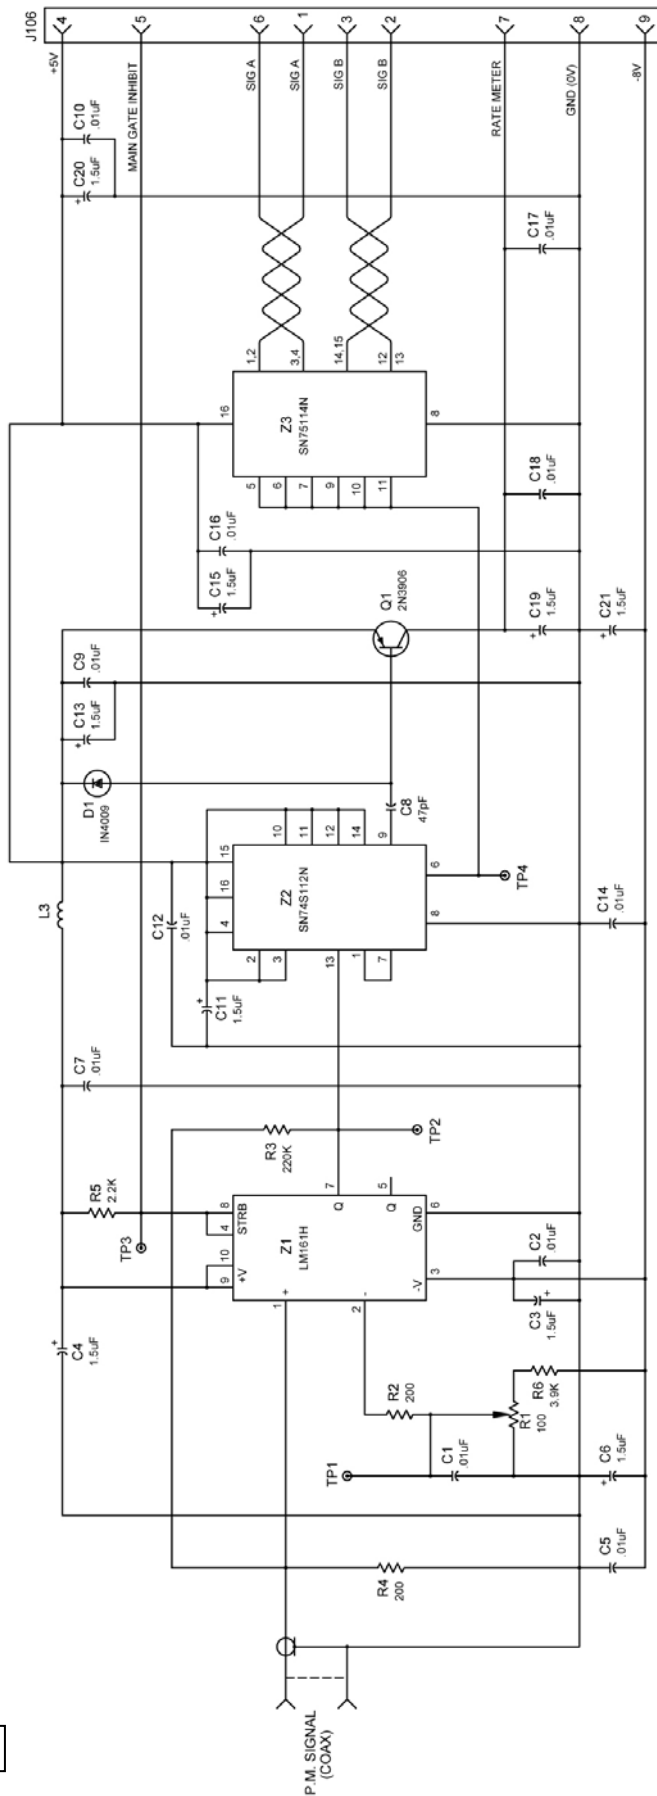 J106
4
5
6
1
3
2
7
8
9
+5V
MAIN GATE INHIBIT
SIG A
SIG A
SIG B
SIG B
RATE METER
GND (0V)
-8V
C10
.01uF
C20
+
1.5uF
C17
.01uF
1,2
3,4
14,15
12
13
16
Z3
SN75114N
8
5
6
7
9
10
11
C16
.01uF
C15
+
1.5uF
C18
.01uF
Q1
2N3906
C19
+
1.5uF
C21
+
1.5uF
C9
.01uF
C13
+
1.5uF
D1
IN4009
C8
47pF
10
11
12
14
9
15
16
4
Z2
SN74S112N
6
8
2
3
13
1
7
TP4
L3
C12
.01uF
C14
.01uF
C11
+
1.5uF
C7
.01uF
R3
220K
TP2
R5
2.2K
TP3
8
4
STRB
10
9
+V
7
Q
5
Q
Z1
LM161H
GND
6
-V
3
1
+
2
-
C4
+
1.5uF
C2
.01uF
C3
+
1.5uF
R2
200
R1
100
R6
3.9K
TP1
C1
.01uF
C6
+
1.5uF
R4
200
C5
.01uF
P.M. SIGNAL
(COAX)